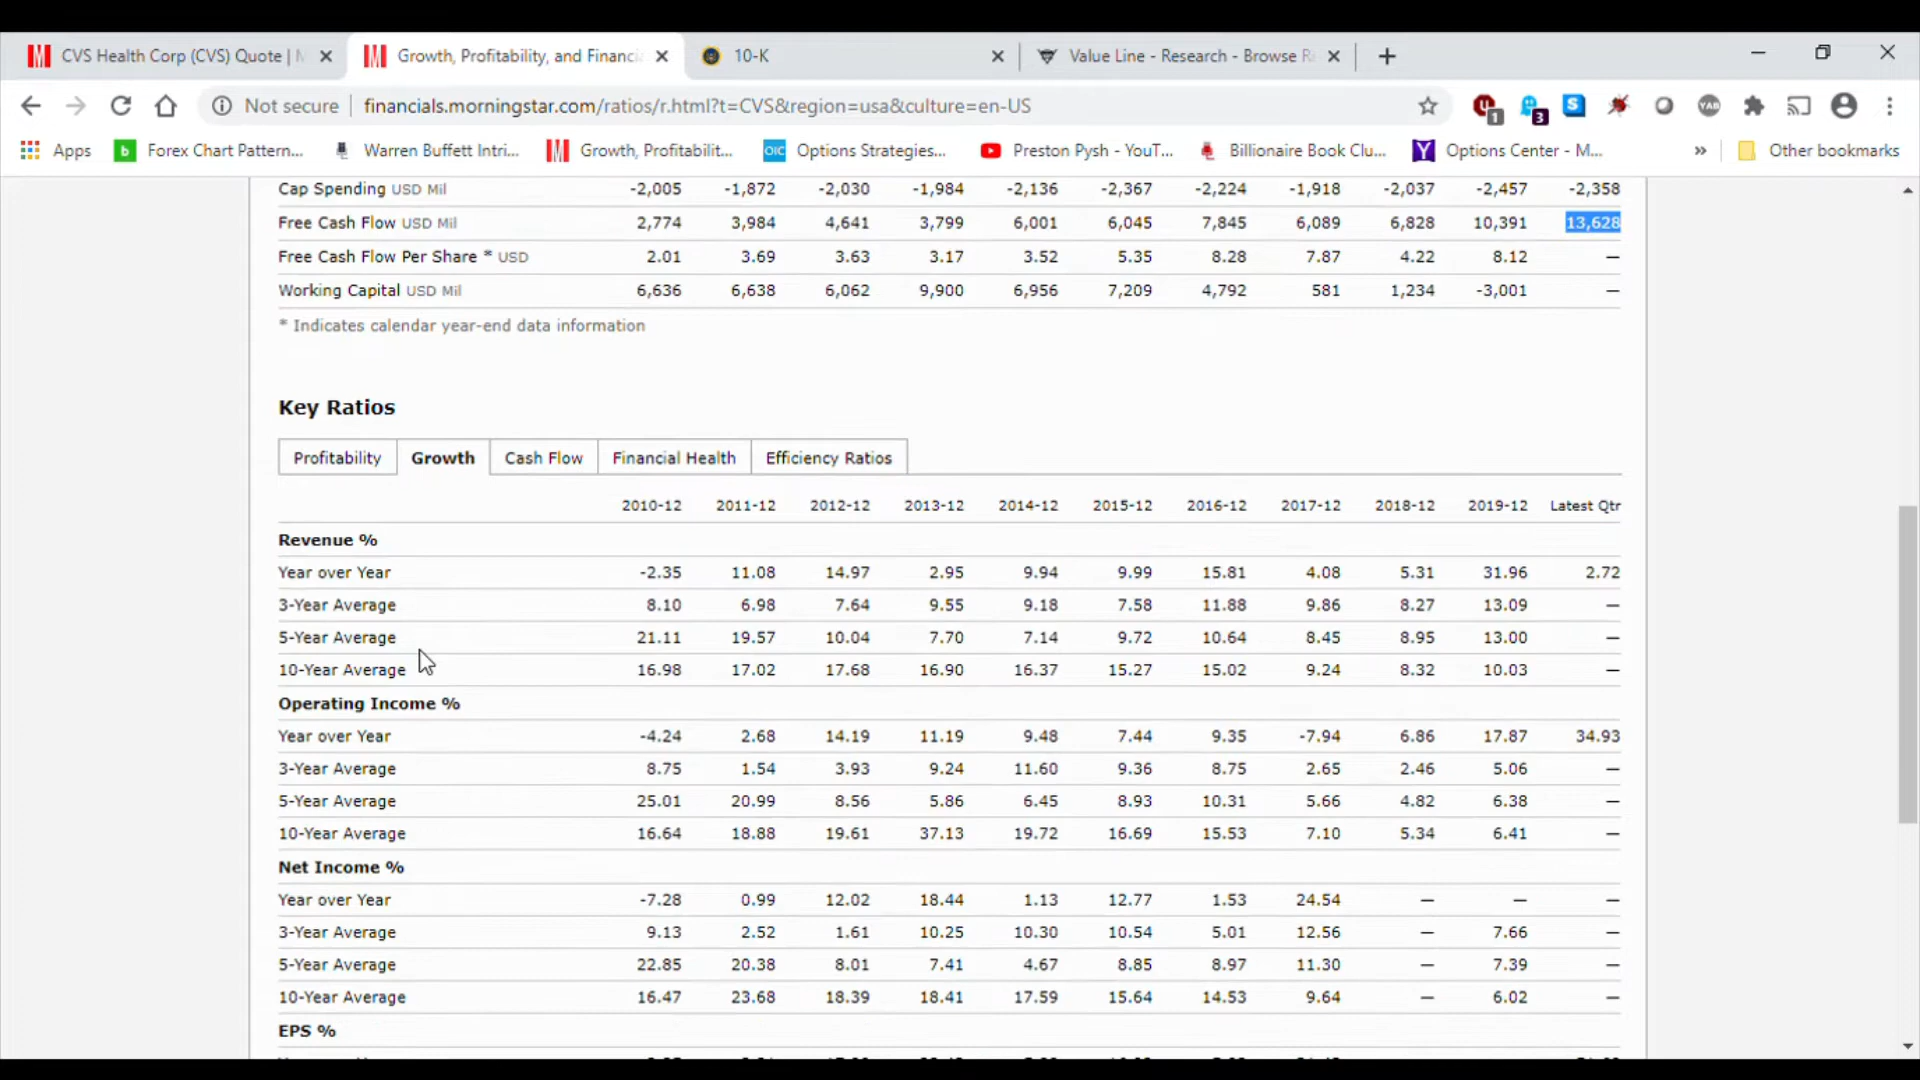 CVS Health Corp (CVS) Quote |
Growth, Profitability, and Financi
10-K
Value Line - Research - Browse R
Not secure
financials.morningstar.com/ratios/r.html?t=CVS&region=usa&culture=en-US
1
3
S
YAB
Apps
b
Forex Chart Pattern...
Warren Buffett Intri...
Growth, Profitabilit...
OIC
Options Strategies...
Preston Pysh - YouT...
Billionaire Book Clu...
Y
Options Center - M...
»
Other bookmarks
Cap Spending USD Mil -2,005 -1,872 -2,030 -1,984 -2,136 -2,367 -2,224 -1,918 -2,037 -2,457 -2,358
Free Cash Flow USD Mil 2,774 3,984 4,641 3,799 6,001 6,045 7,845 6,089 6,828 10,391 13,628
Free Cash Flow Per Share * USD 2.01 3.69 3.63 3.17 3.52 5.35 8.28 7.87 4.22 8.12 —
Working Capital USD Mil 6,636 6,638 6,062 9,900 6,956 7,209 4,792 581 1,234 -3,001 —
* Indicates calendar year-end data information
Key Ratios
Profitability Growth Cash Flow Financial Health Efficiency Ratios
2010-12 2011-12 2012-12 2013-12 2014-12 2015-12 2016-12 2017-12 2018-12 2019-12 Latest Qtr
Revenue %
Year over Year -2.35 11.08 14.97 2.95 9.94 9.99 15.81 4.08 5.31 31.96 2.72
3-Year Average 8.10 6.98 7.64 9.55 9.18 7.58 11.88 9.86 8.27 13.09 —
5-Year Average 21.11 19.57 10.04 7.70 7.14 9.72 10.64 8.45 8.95 13.00 —
10-Year Average 16.98 17.02 17.68 16.90 16.37 15.27 15.02 9.24 8.32 10.03 —
Operating Income %
Year over Year -4.24 2.68 14.19 11.19 9.48 7.44 9.35 -7.94 6.86 17.87 34.93
3-Year Average 8.75 1.54 3.93 9.24 11.60 9.36 8.75 2.65 2.46 5.06 —
5-Year Average 25.01 20.99 8.56 5.86 6.45 8.93 10.31 5.66 4.82 6.38 —
10-Year Average 16.64 18.88 19.61 37.13 19.72 16.69 15.53 7.10 5.34 6.41 —
Net Income %
Year over Year -7.28 0.99 12.02 18.44 1.13 12.77 1.53 24.54 — — —
3-Year Average 9.13 2.52 1.61 10.25 10.30 10.54 5.01 12.56 — 7.66 —
5-Year Average 22.85 20.38 8.01 7.41 4.67 8.85 8.97 11.30 — 7.39 —
10-Year Average 16.47 23.68 18.39 18.41 17.59 15.64 14.53 9.64 — 6.02 —
EPS %